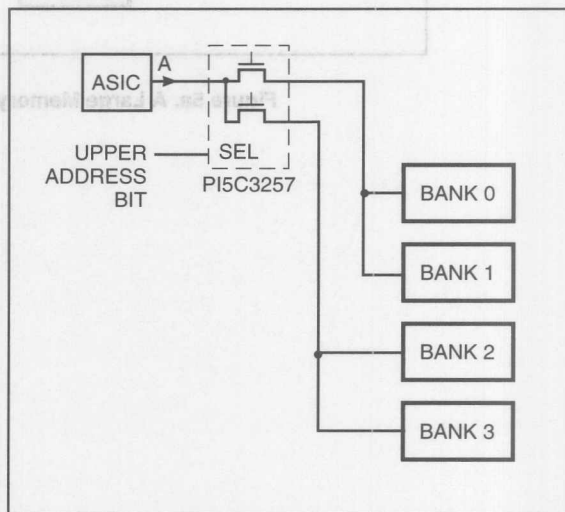 ASIC
A
UPPER
ADDRESS
BIT
SEL
PI5C3257
BANK 0
BANK 1
BANK 2
BANK 3